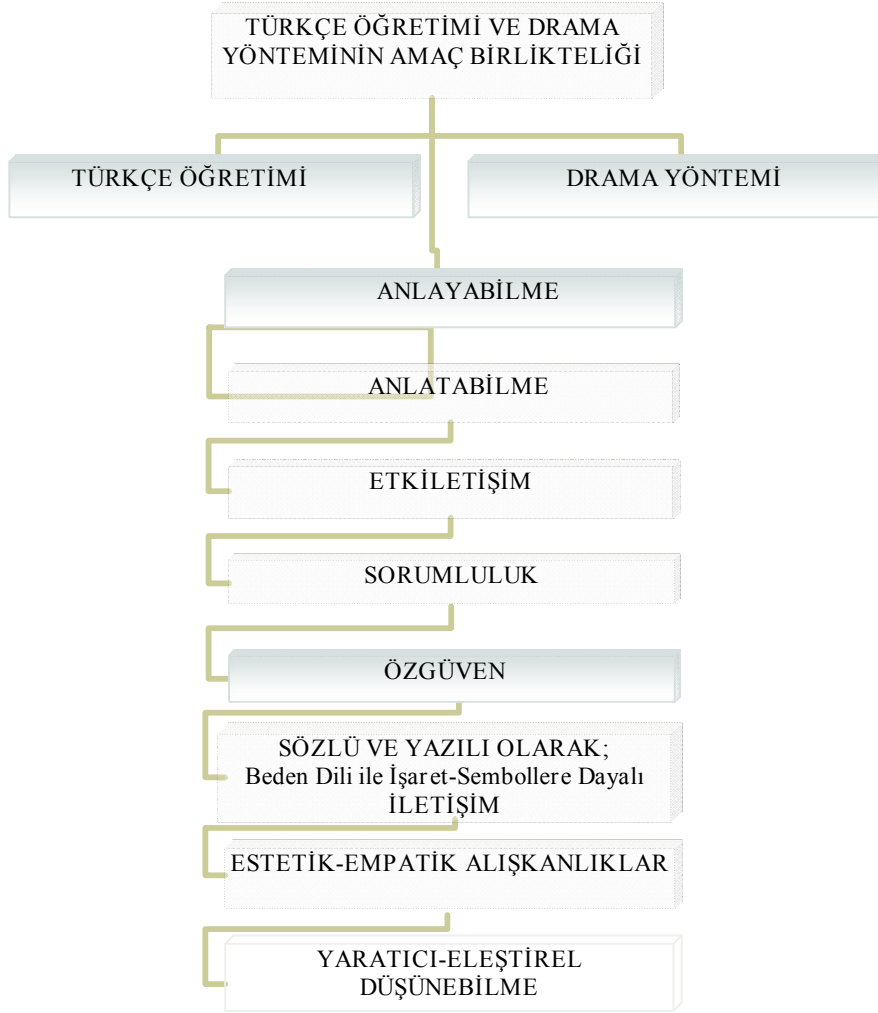 TÜRKÇE ÖĞRETİMİ VE DRAMA
YÖNTEMİNİN AMAÇ BİRLİKTELİĞİ
TÜRKÇE ÖĞRETİMİ
DRAMA YÖNTEMİ
ANLAYABİLME
ANLATABİLME
ETKİLETİŞİM
SORUMLULUK
ÖZGÜVEN
SÖZLÜ VE YAZILI OLARAK;
Beden Dili ile İşaret-Sembollere Dayalı
İLETİŞİM
ESTETİK-EMPATİK ALIŞKANLIKLAR
YARATICI-ELEŞTİREL
DÜŞÜNEBİLME